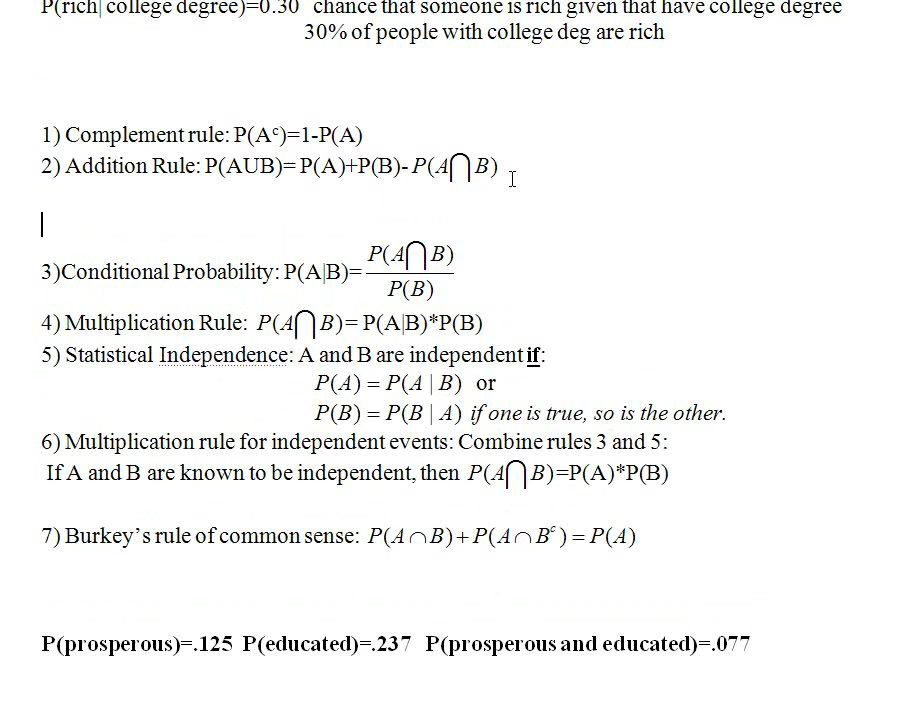 P(rich| college degree)=0.30 chance that someone is rich given that have college degree
30% of people with college deg are rich
1) Complement rule: P(Aᶜ)=1-P(A)
2) Addition Rule: P(AUB)= P(A)+P(B)- P(A⋂B)
3)Conditional Probability: P(A|B)= P(A⋂B)
P(B)
4) Multiplication Rule: P(A⋂B)= P(A|B)*P(B)
5) Statistical Independence: A and B are independent if:
P(A) = P(A | B) or
P(B) = P(B | A) if one is true, so is the other.
6) Multiplication rule for independent events: Combine rules 3 and 5:
If A and B are known to be independent, then P(A⋂B)=P(A)*P(B)
7) Burkey’s rule of common sense: P(A∩B)+P(A∩Bᶜ)=P(A)
P(prosperous)=.125 P(educated)=.237 P(prosperous and educated)=.077